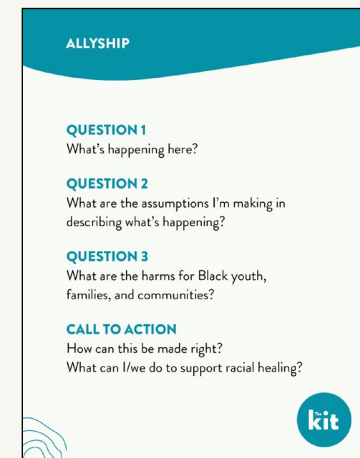 ALLYSHIP
QUESTION 1
What's happening here?
QUESTION 2
What are the assumptions I'm making in
describing what's happening?
QUESTION 3
What are the harms for Black youth,
families, and communities?
CALL TO ACTION
How can this be made right?
What can I/we do to support racial healing?
The
kit